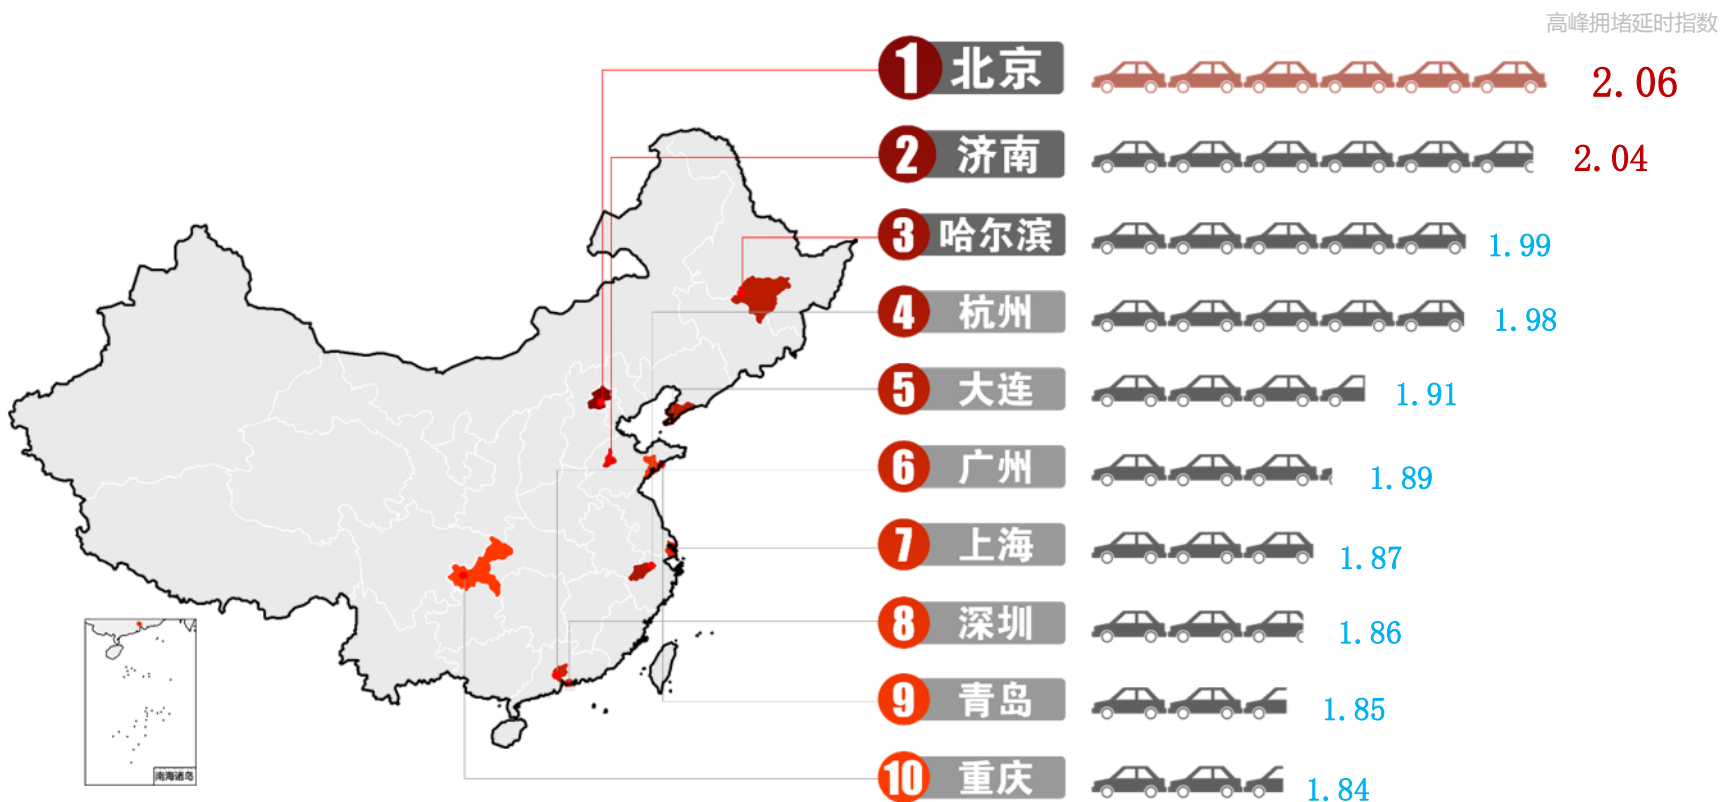 高峰拥堵延时指数
1 北京 2.06
2 济南 2.04
3 哈尔滨 1.99
4 杭州 1.98
5 大连 1.91
6 广州 1.89
7 上海 1.87
8 深圳 1.86
9 青岛 1.85
10 重庆 1.84
南海诸岛